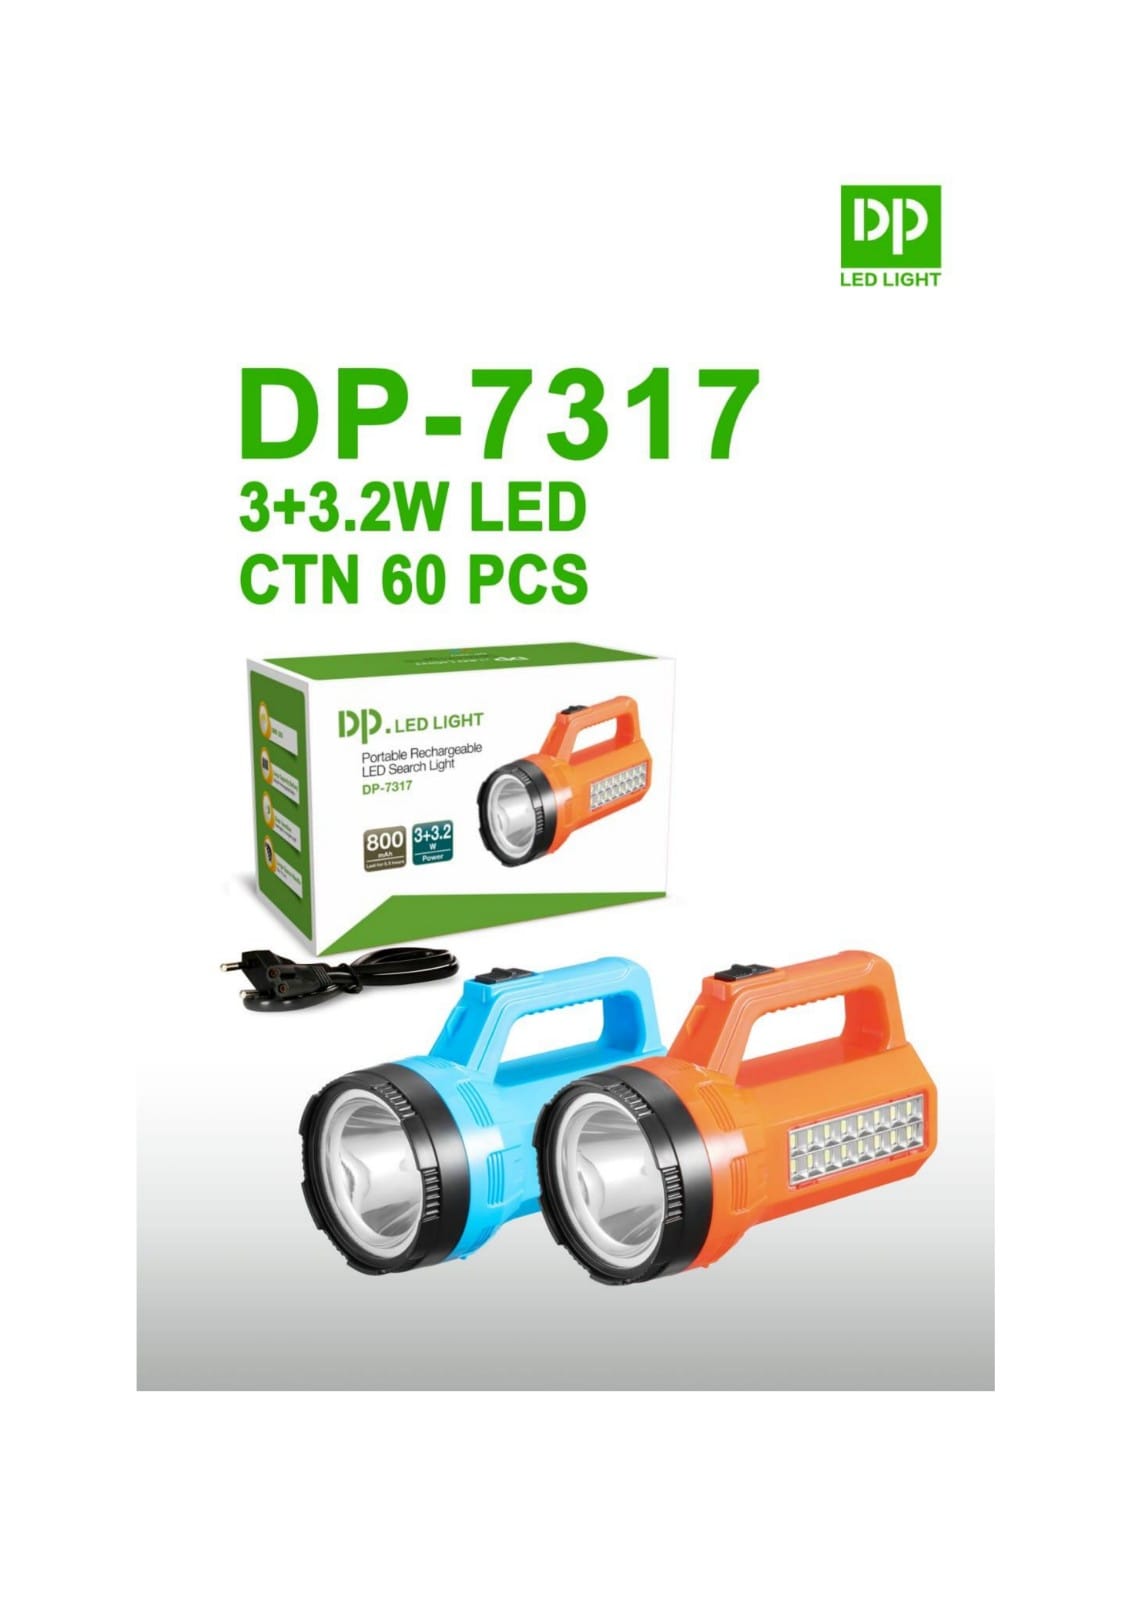 DP
LED LIGHT
DP-7317
3+3.2W LED
CTN 60 PCS
DP.LED LIGHT
Portable Rechargeable
LED Search Light
DP-7317
800
mAh
3+3.2
W
Power